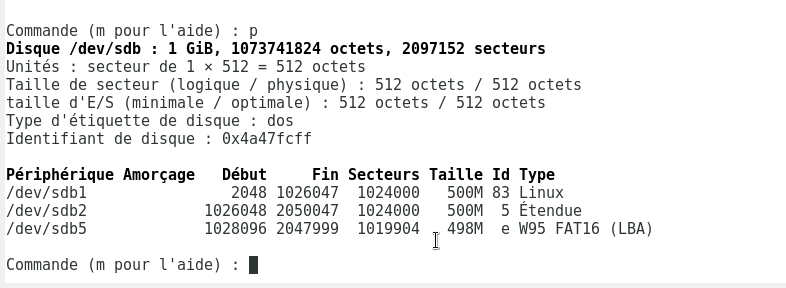 Commande (m pour l'aide) : p
Disque /dev/sdb : 1 GiB, 1073741824 octets, 2097152 secteurs
Unités : secteur de 1 × 512 = 512 octets
Taille de secteur (logique / physique) : 512 octets / 512 octets
taille d'E/S (minimale / optimale) : 512 octets / 512 octets
Type d'étiquette de disque : dos
Identifiant de disque : 0x4a47fcff
Périphérique Amorçage Début Fin Secteurs Taille Id Type
/dev/sdb1 2048 1026047 1024000 500M 83 Linux
/dev/sdb2 1026048 2050047 1024000 500M 5 Étendue
/dev/sdb5 1028096 2047999 1019904 498M e W95 FAT16 (LBA)
Commande (m pour l'aide) :